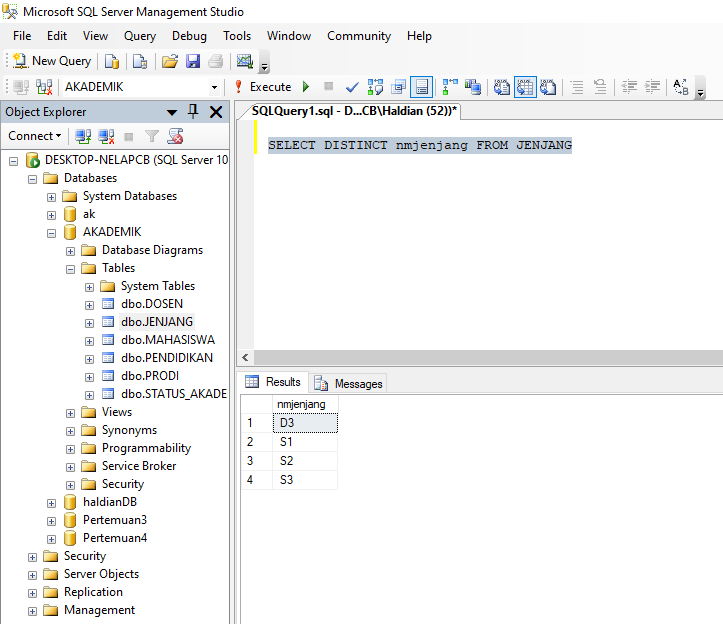 Microsoft SQL Server Management Studio
File Edit View Query Debug Tools Window Community Help
New Query
AKADEMIK
Execute
Object Explorer
Connect
DESKTOP-NELAPCB (SQL Server 10
Databases
System Databases
ak
AKADEMIK
Database Diagrams
Tables
System Tables
dbo.DOSEN
dbo.JENJANG
dbo.MAHASISWA
dbo.PENDIDIKAN
dbo.PRODI
dbo.STATUS_AKADE
Views
Synonyms
Programmability
Service Broker
Security
haldianDB
Pertemuan3
Pertemuan4
Security
Server Objects
Replication
Management
SQLQuery1.sql - D...CB\Haldian (52))*
SELECT DISTINCT nmjenjang FROM JENJANG
Results Messages
nmjenjang
1 D3
2 S1
3 S2
4 S3